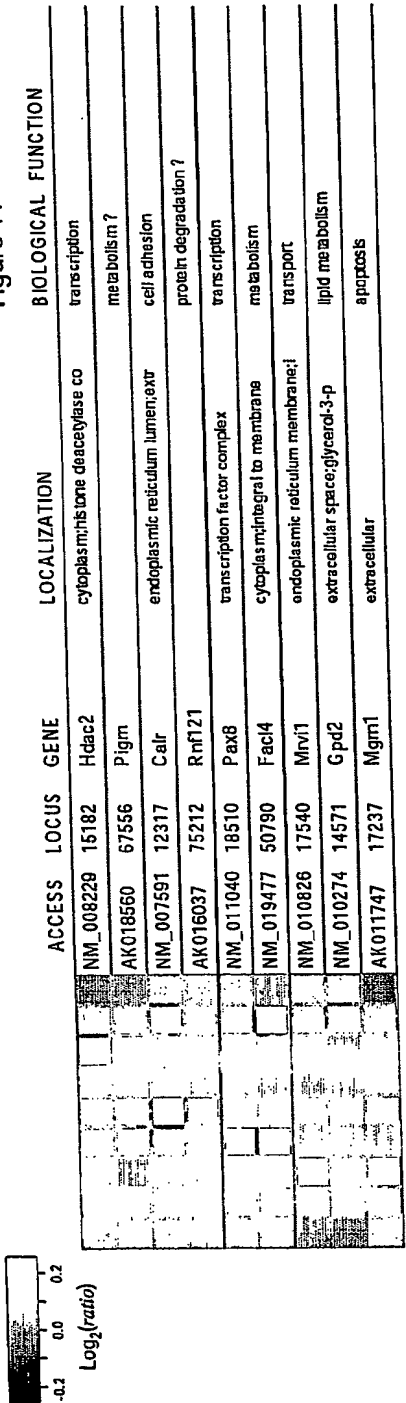 ACCESS LOCUS GENE LOCALIZATION BIOLOGICAL FUNCTION
NM_008229 15182 Hdac2 cytoplasm;histone deacetylase co transcription
AK018560 67556 Pigm metabolism ?
NM_007591 12317 Calr endoplasmic reticulum lumen;extr cell adhesion
AK016037 75212 Rnf121 protein degradation ?
NM_011040 18510 Pax8 transcription factor complex transcription
NM_019477 50790 Facl4 cytoplasm;integral to membrane metabolism
NM_010826 17540 Mrvi1 endoplasmic reticulum membrane;i transport
NM_010274 14571 Gpd2 extracellular space;glycerol-3-p lipid metabolism
AK011747 17237 Mgrn1 extracellular apoptosis
-0.2 0.0 0.2
Log2(ratio)